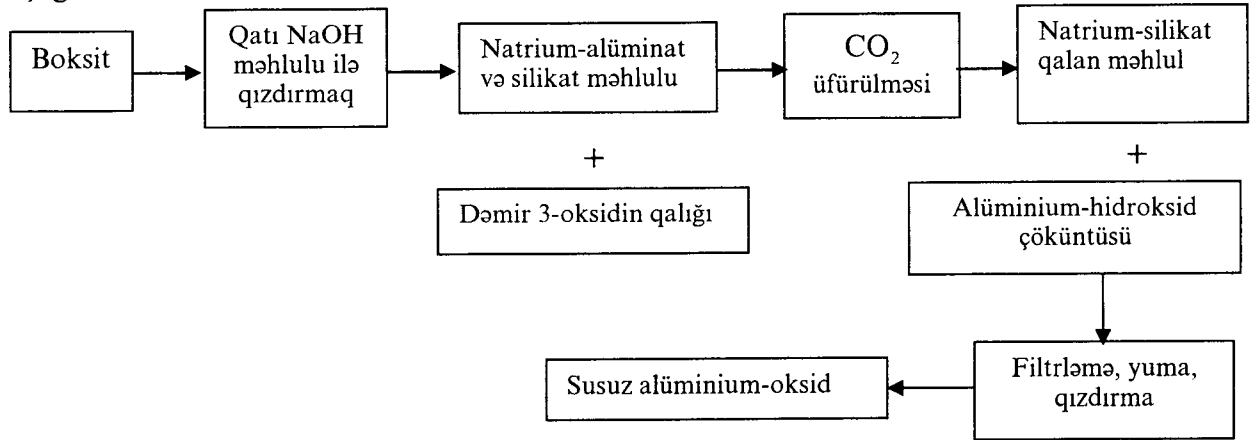 Boksit
Qatı NaOH
məhlulu ilə
qızdırmaq
Natrium-alüminat
və silikat məhlulu
CO₂
üfürülməsi
Natrium-silikat
qalan məhlul
+
+
Dəmir 3-oksidin qalığı
Alüminium-hidroksid
çöküntüsü
Susuz alüminium-oksid
Filtrləmə, yuma,
qızdırma